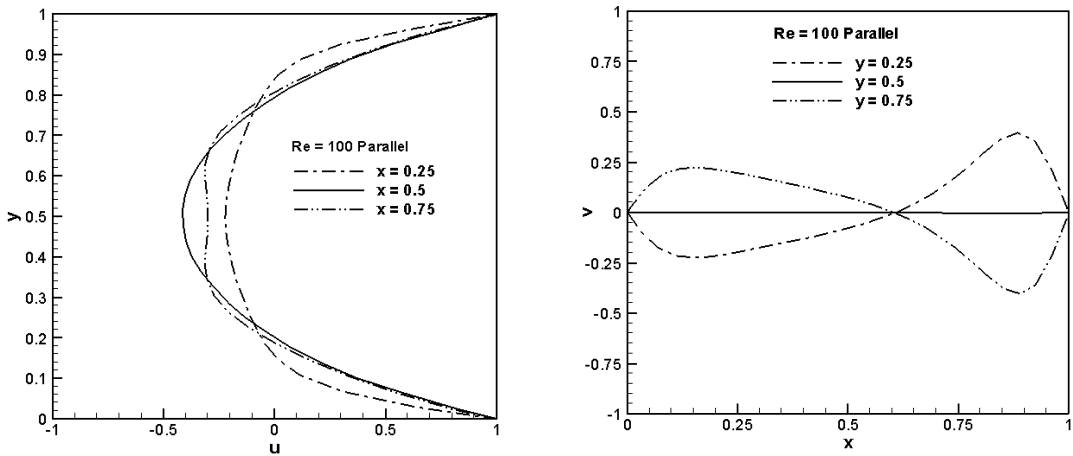 1
0.9
0.8
0.7
0.6
0.5
0.4
0.3
0.2
0.1
0
y
-1
-0.5
0
0.5
1
u
Re = 100 Parallel
x = 0.25
x = 0.5
x = 0.75
1
0.75
0.5
0.25
0
-0.25
-0.5
-0.75
-1
v
0
0.25
0.5
0.75
1
x
Re = 100 Parallel
y = 0.25
y = 0.5
y = 0.75